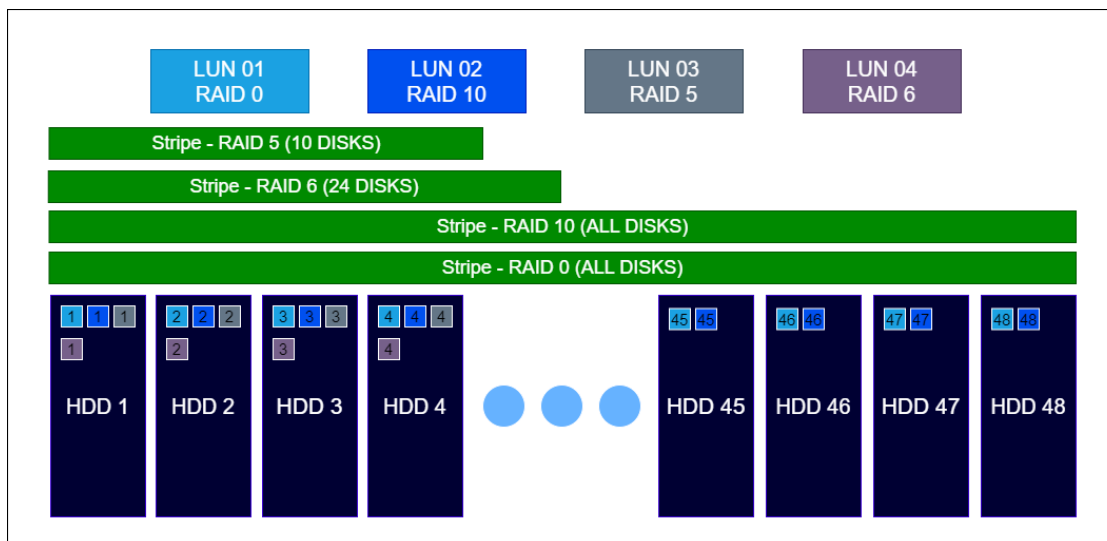 LUN 01
RAID 0
LUN 02
RAID 10
LUN 03
RAID 5
LUN 04
RAID 6
Stripe - RAID 5 (10 DISKS)
Stripe - RAID 6 (24 DISKS)
Stripe - RAID 10 (ALL DISKS)
Stripe - RAID 0 (ALL DISKS)
1 1 1
1
HDD 1
2 2 2
2
HDD 2
3 3 3
3
HDD 3
4 4 4
4
HDD 4
45 45
HDD 45
46 46
HDD 46
47 47
HDD 47
48 48
HDD 48